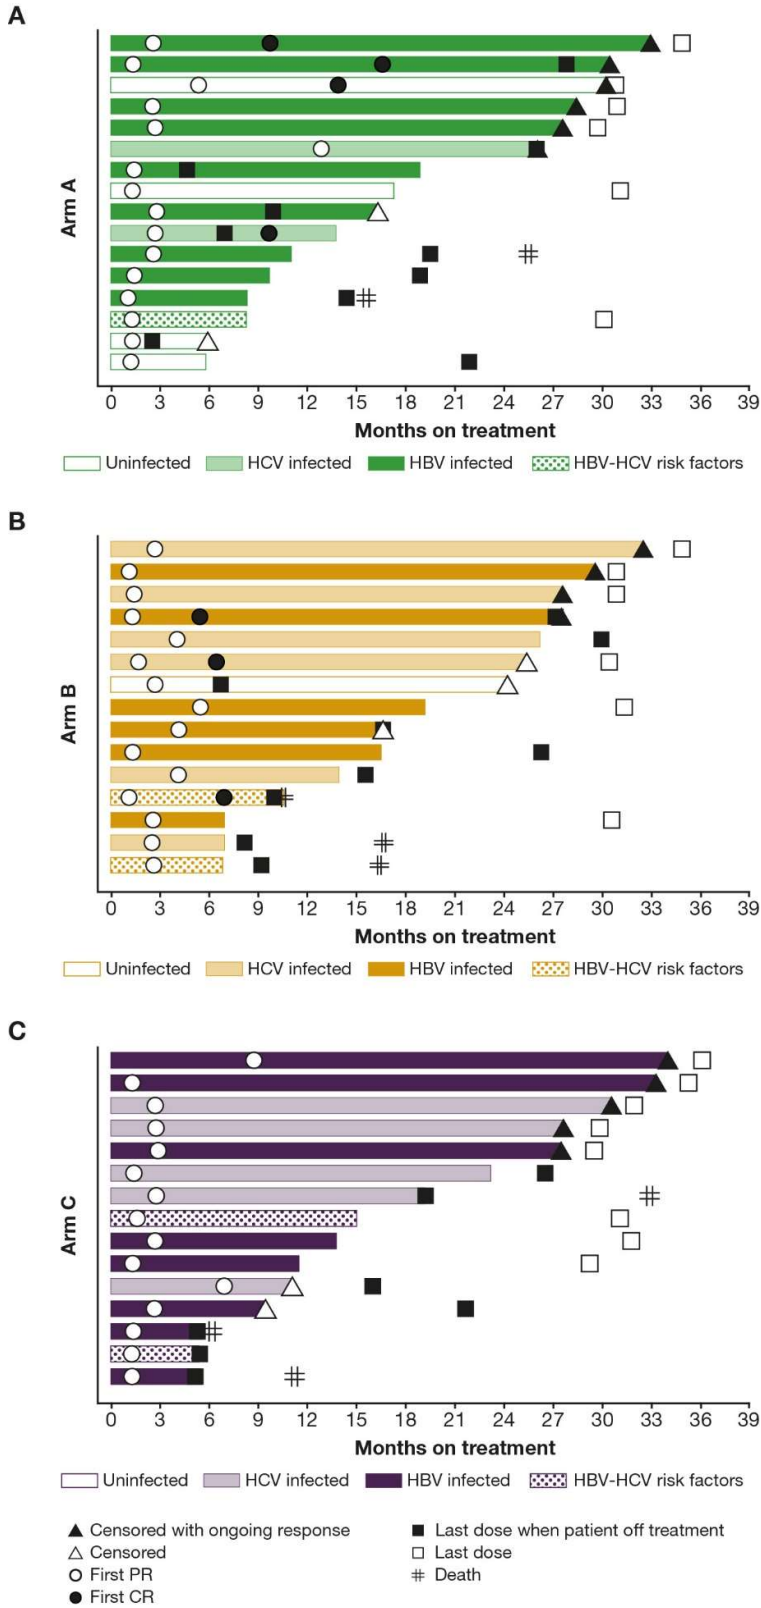 A
Arm A
0 3 6 9 12 15 18 21 24 27 30 33 36 39
Months on treatment
Uninfected HCV infected HBV infected HBV-HCV risk factors
B
Arm B
0 3 6 9 12 15 18 21 24 27 30 33 36 39
Months on treatment
Uninfected HCV infected HBV infected HBV-HCV risk factors
C
Arm C
0 3 6 9 12 15 18 21 24 27 30 33 36 39
Months on treatment
Uninfected HCV infected HBV infected HBV-HCV risk factors
Censored with ongoing response
Censored
First PR
First CR
Last dose when patient off treatment
Last dose
Death